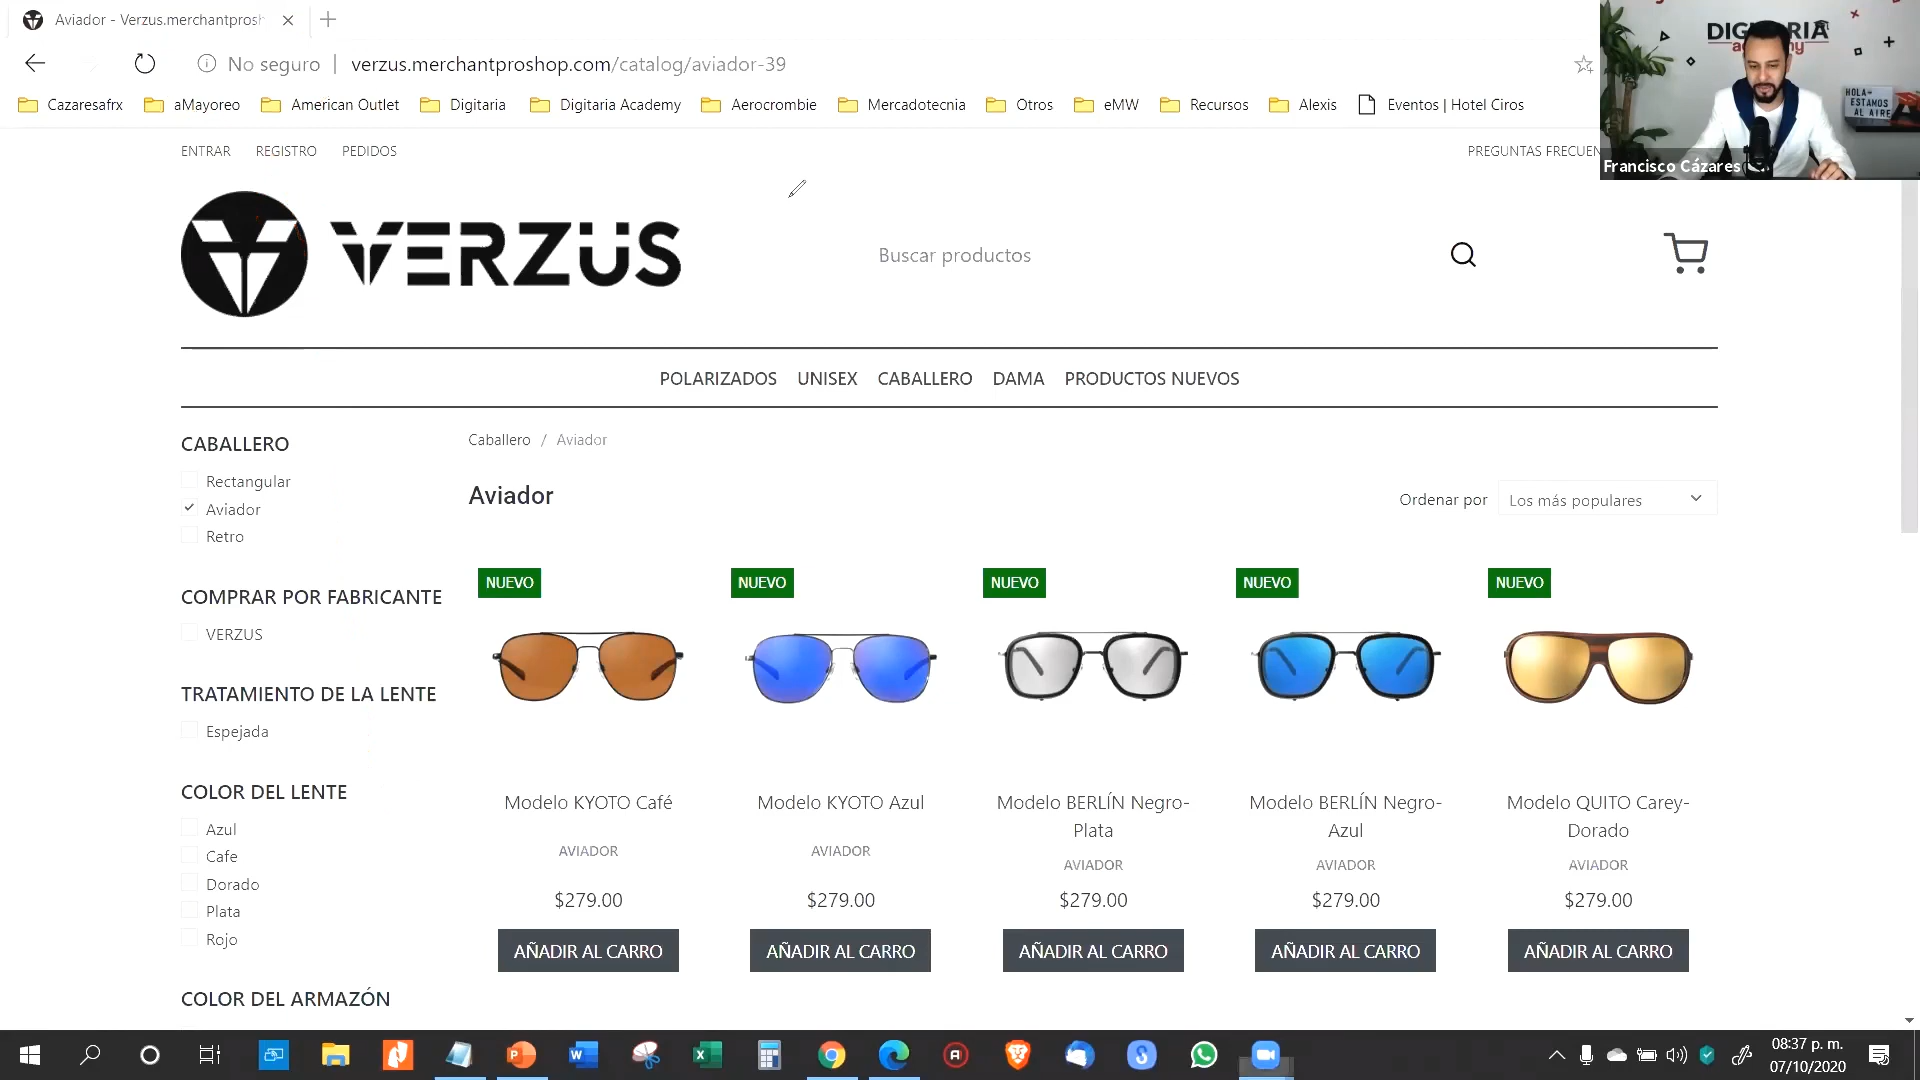 Aviador - Verzus.merchantprosh
No seguro | verzus.merchantproshop.com/catalog/aviador-39
Cazaresafrx aMayoreo American Outlet Digitaria Digitaria Academy Aerocrombie Mercadotecnia Otros eMW Recursos Alexis Eventos | Hotel Ciros
HOLA
ESTAMOS
AL AIRE
Francisco Cázares
ENTRAR REGISTRO PEDIDOS
PREGUNTAS FRECUEN
VERZÜS
Buscar productos
POLARIZADOS UNISEX CABALLERO DAMA PRODUCTOS NUEVOS
CABALLERO
Rectangular
Aviador
Retro
COMPRAR POR FABRICANTE
VERZUS
TRATAMIENTO DE LA LENTE
Espejada
COLOR DEL LENTE
Azul
Cafe
Dorado
Plata
Rojo
COLOR DEL ARMAZÓN
Caballero / Aviador
Aviador
Ordenar por Los más populares
NUEVO NUEVO NUEVO NUEVO NUEVO
Modelo KYOTO Café
AVIADOR
$279.00
AÑADIR AL CARRO
Modelo KYOTO Azul
AVIADOR
$279.00
AÑADIR AL CARRO
Modelo BERLÍN Negro-
Plata
AVIADOR
$279.00
AÑADIR AL CARRO
Modelo BERLÍN Negro-
Azul
AVIADOR
$279.00
AÑADIR AL CARRO
Modelo QUITO Carey-
Dorado
AVIADOR
$279.00
AÑADIR AL CARRO
08:37 p. m.
07/10/2020